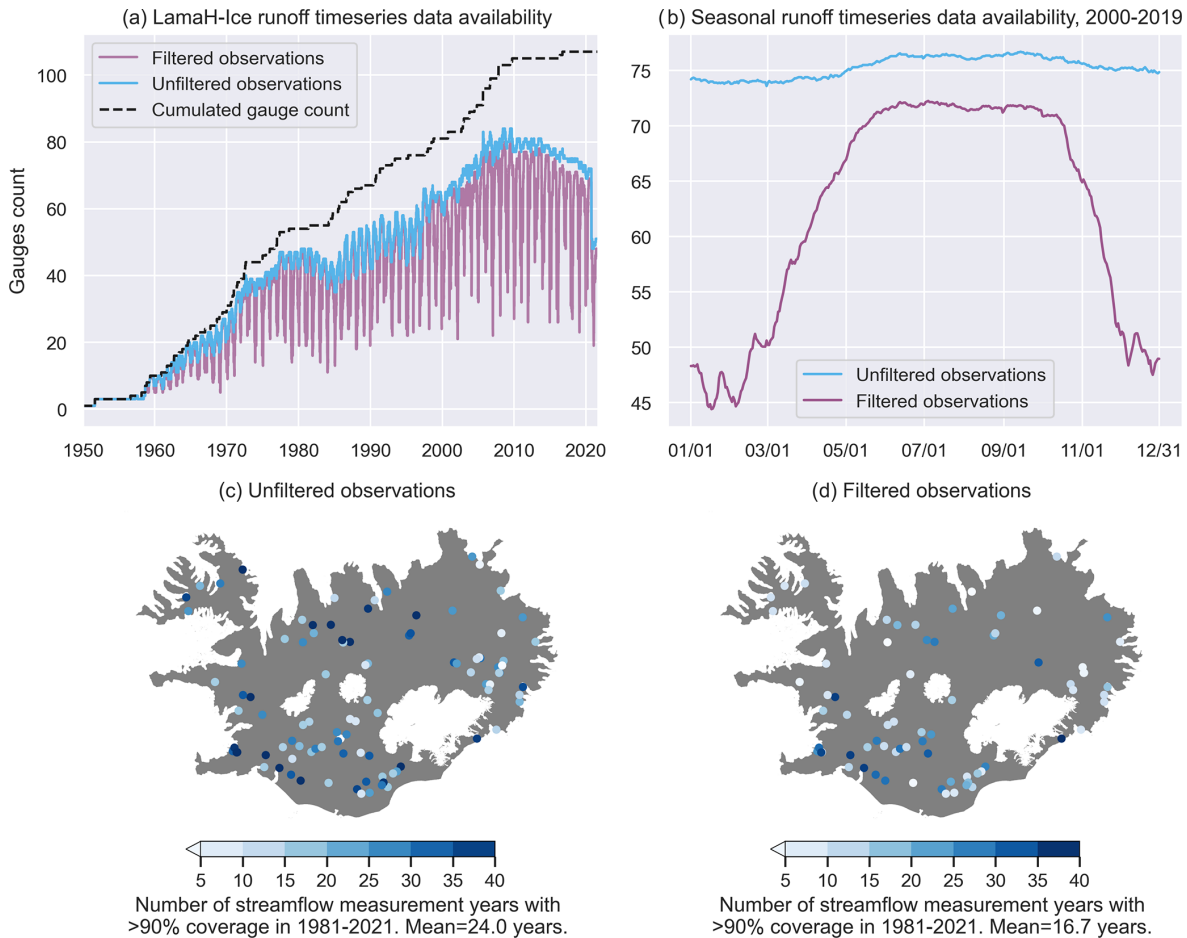 (a) LamaH-Ice runoff timeseries data availability
Filtered observations
Unfiltered observations
Cumulated gauge count
Gauges count
100
80
60
40
20
0
1950 1960 1970 1980 1990 2000 2010 2020
(b) Seasonal runoff timeseries data availability, 2000-2019
75
70
65
60
55
50
45
Unfiltered observations
Filtered observations
01/01 03/01 05/01 07/01 09/01 11/01 12/31
(c) Unfiltered observations
5 10 15 20 25 30 35 40
Number of streamflow measurement years with
>90% coverage in 1981-2021. Mean=24.0 years.
(d) Filtered observations
5 10 15 20 25 30 35 40
Number of streamflow measurement years with
>90% coverage in 1981-2021. Mean=16.7 years.